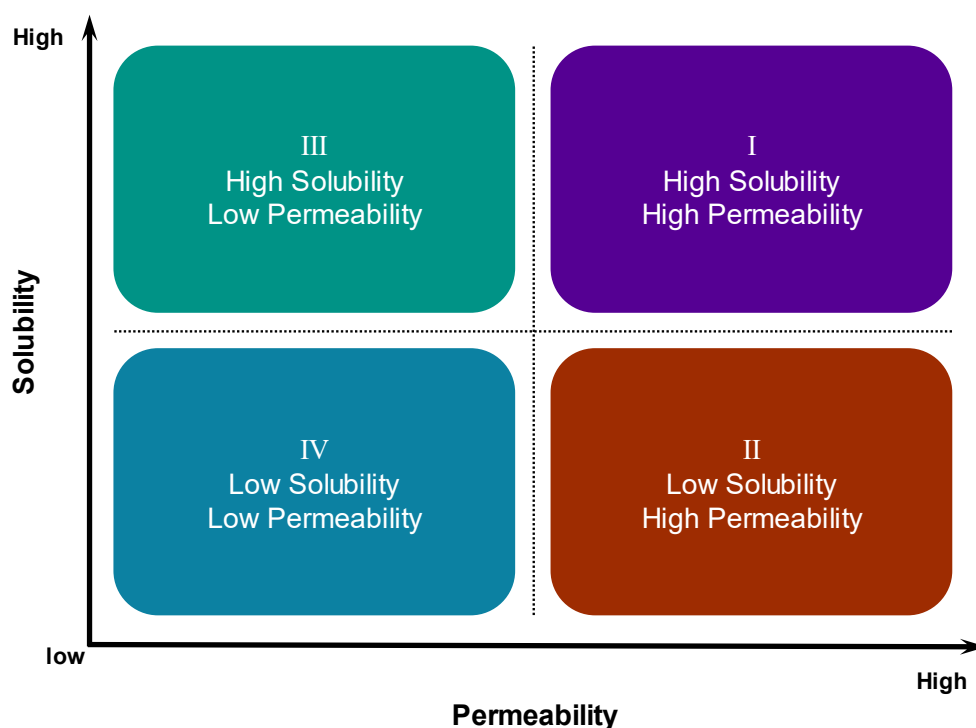 High
III
High Solubility
Low Permeability
I
High Solubility
High Permeability
Solubility
IV
Low Solubility
Low Permeability
II
Low Solubility
High Permeability
low
High
Permeability